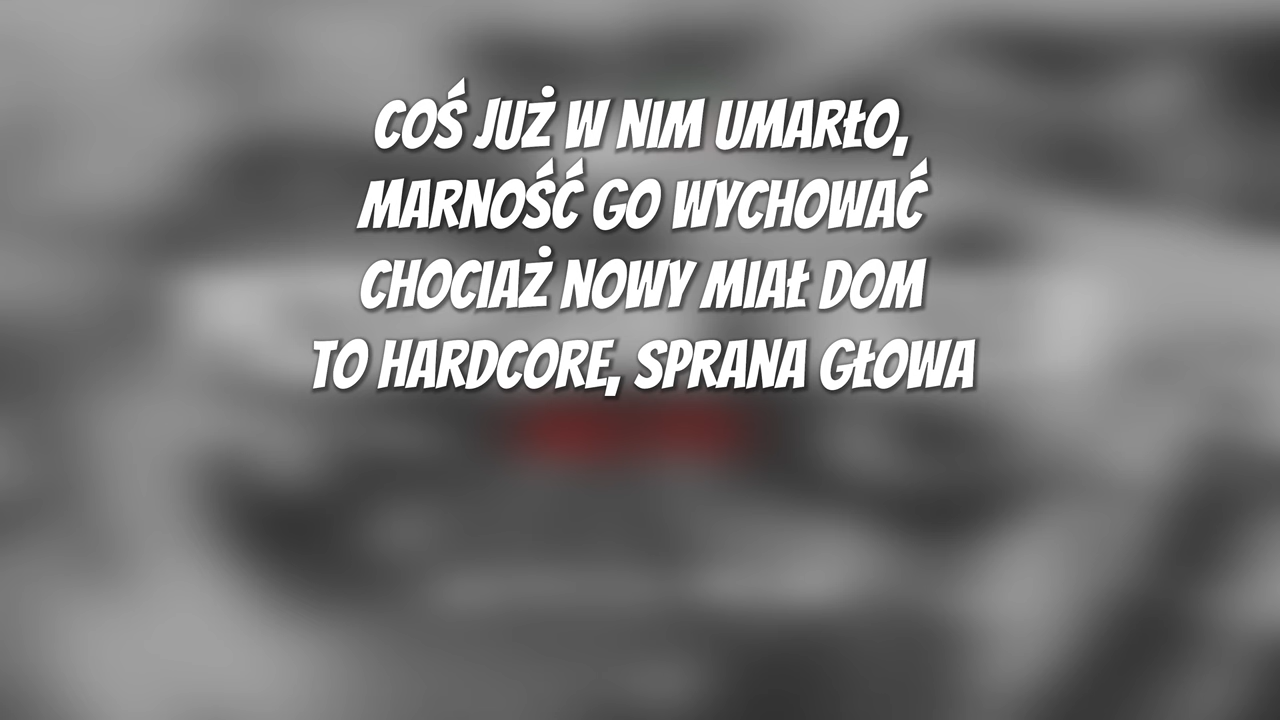 COŚ JUŻ W NIM UMARŁO,
MARNOŚĆ GO WYCHOWAĆ
CHOCIAŻ NOWY MIAŁ DOM
TO HARDCORE, SPRANA GŁOWA